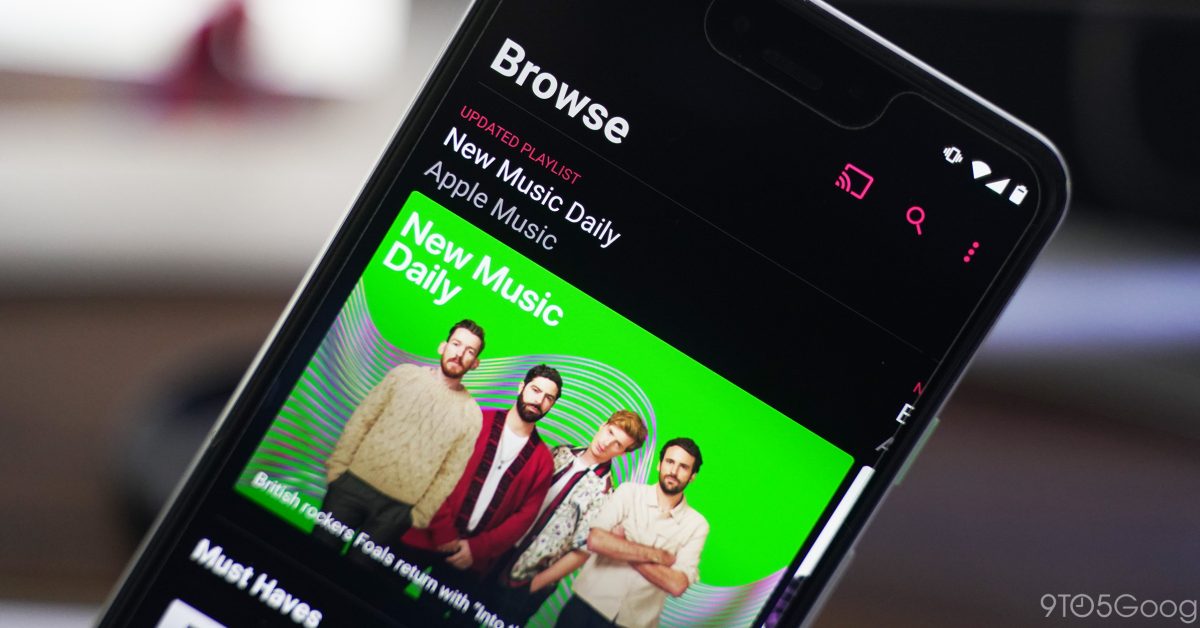 Browse
UPDATED PLAYLIST
New Music Daily
Apple Music
New Music
Daily
British rockers Foals return with "Into th
Must Haves
N
E
A
9TO5Goog